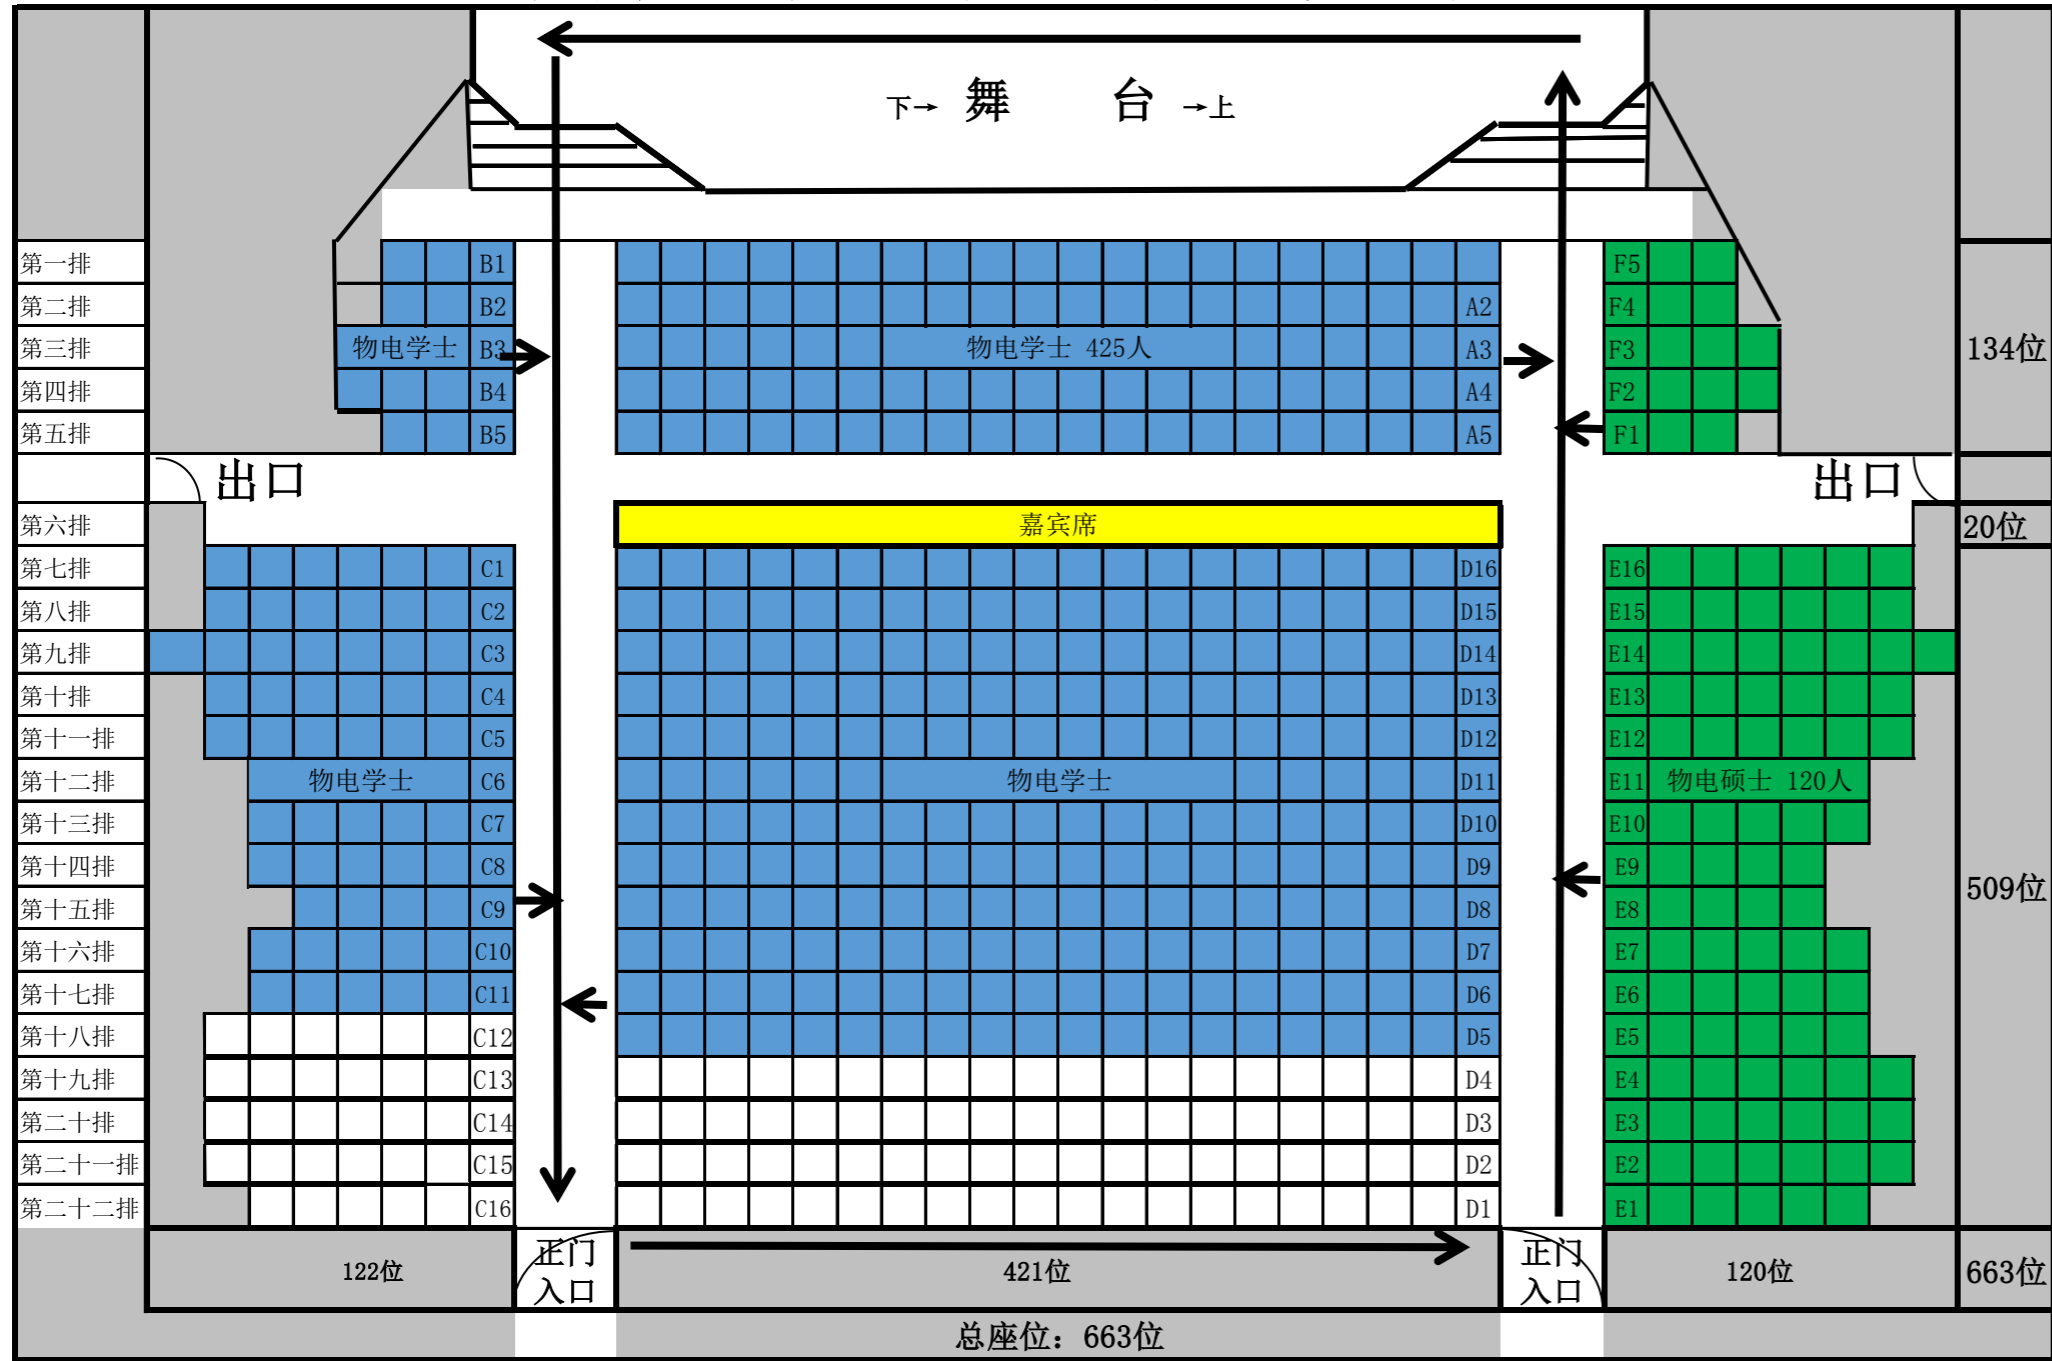 下→ 舞 台 →上
第一排 B1 F5
第二排 B2 A2 F4
第三排 物电学士 B3 物电学士 425人 A3 F3 134位
第四排 B4 A4 F2
第五排 B5 A5 F1
出口 出口
第六排 嘉宾席 20位
第七排 C1 D16 E16
第八排 C2 D15 E15
第九排 C3 D14 E14
第十排 C4 D13 E13
第十一排 C5 D12 E12
第十二排 物电学士 C6 物电学士 D11 E11 物电硕士 120人
第十三排 C7 D10 E10
第十四排 C8 D9 E9
第十五排 C9 D8 E8 509位
第十六排 C10 D7 E7
第十七排 C11 D6 E6
第十八排 C12 D5 E5
第十九排 C13 D4 E4
第二十排 C14 D3 E3
第二十一排 C15 D2 E2
第二十二排 C16 D1 E1
122位 正门 421位 正门 120位 663位
入口 入口
总座位：663位